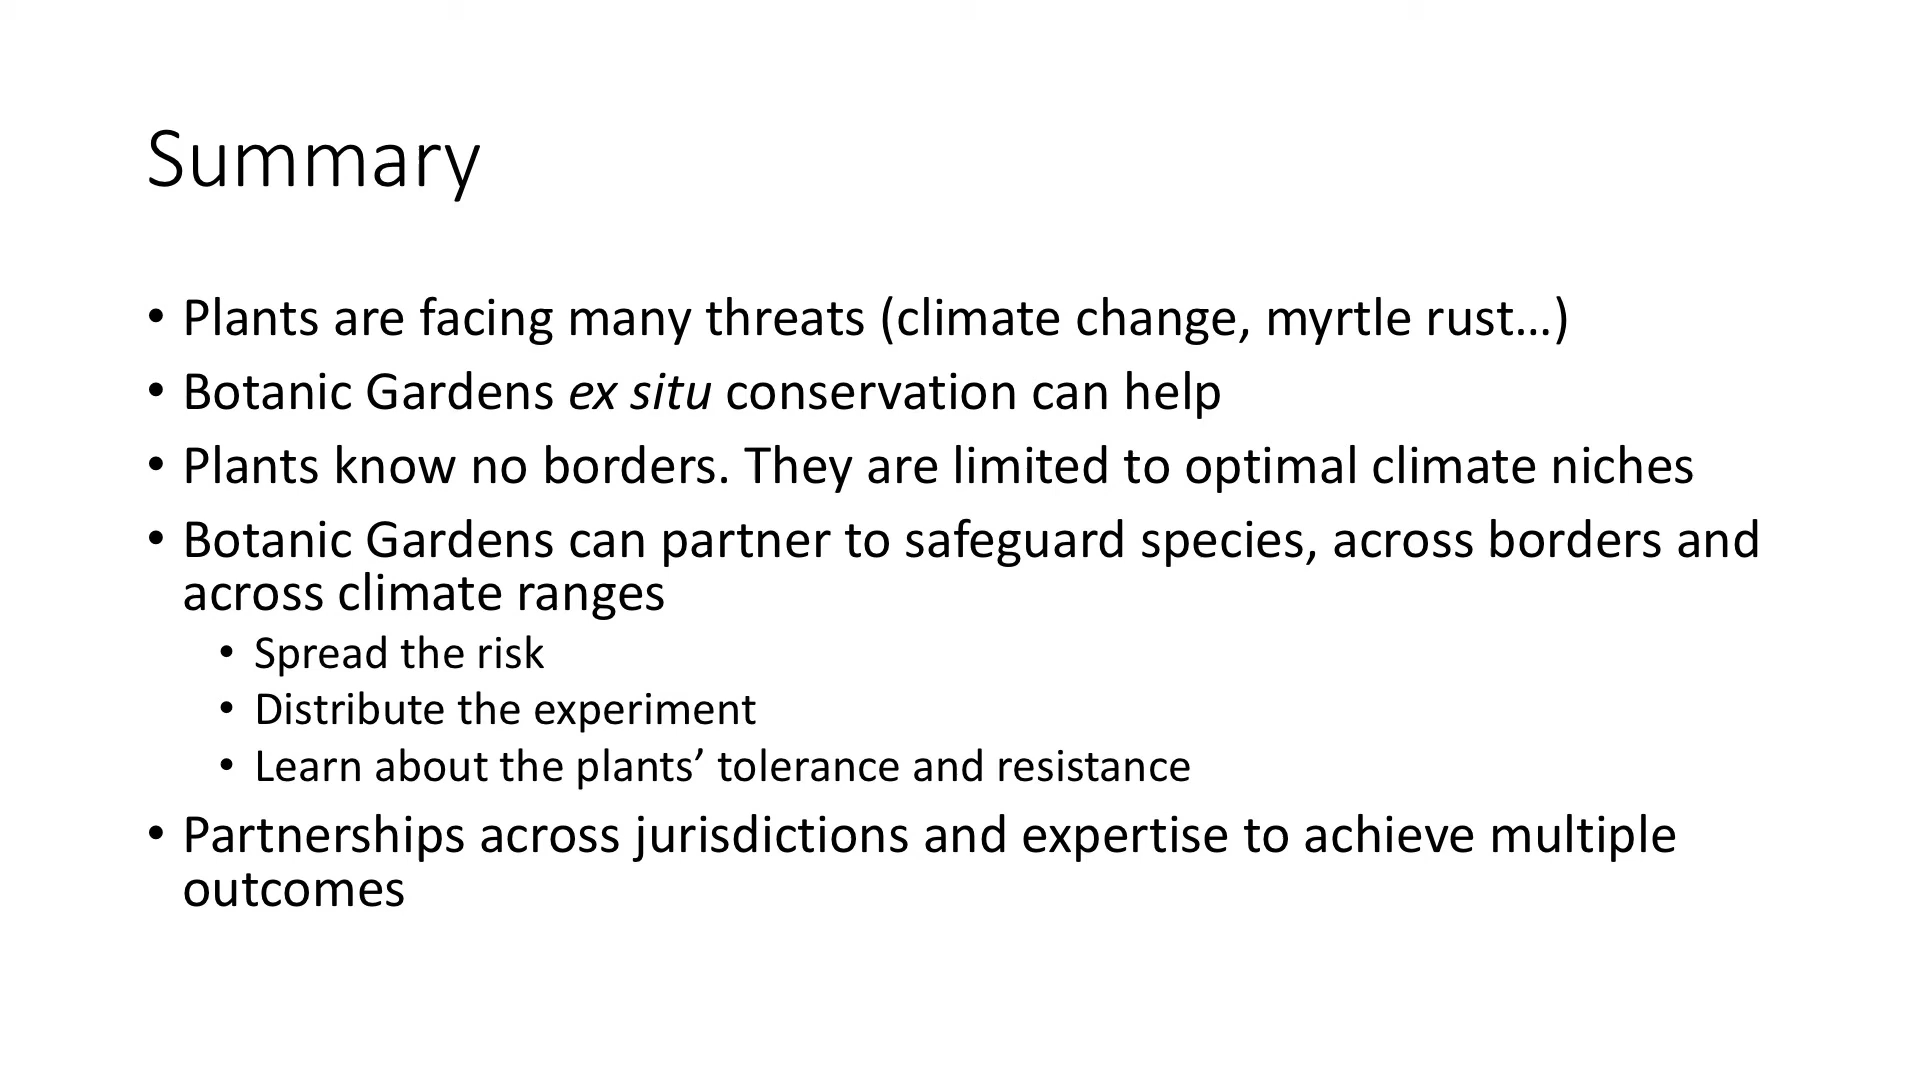 Summary
• Plants are facing many threats (climate change, myrtle rust…)
• Botanic Gardens ex situ conservation can help
• Plants know no borders. They are limited to optimal climate niches
• Botanic Gardens can partner to safeguard species, across borders and
across climate ranges
• Spread the risk
• Distribute the experiment
• Learn about the plants’ tolerance and resistance
• Partnerships across jurisdictions and expertise to achieve multiple
outcomes